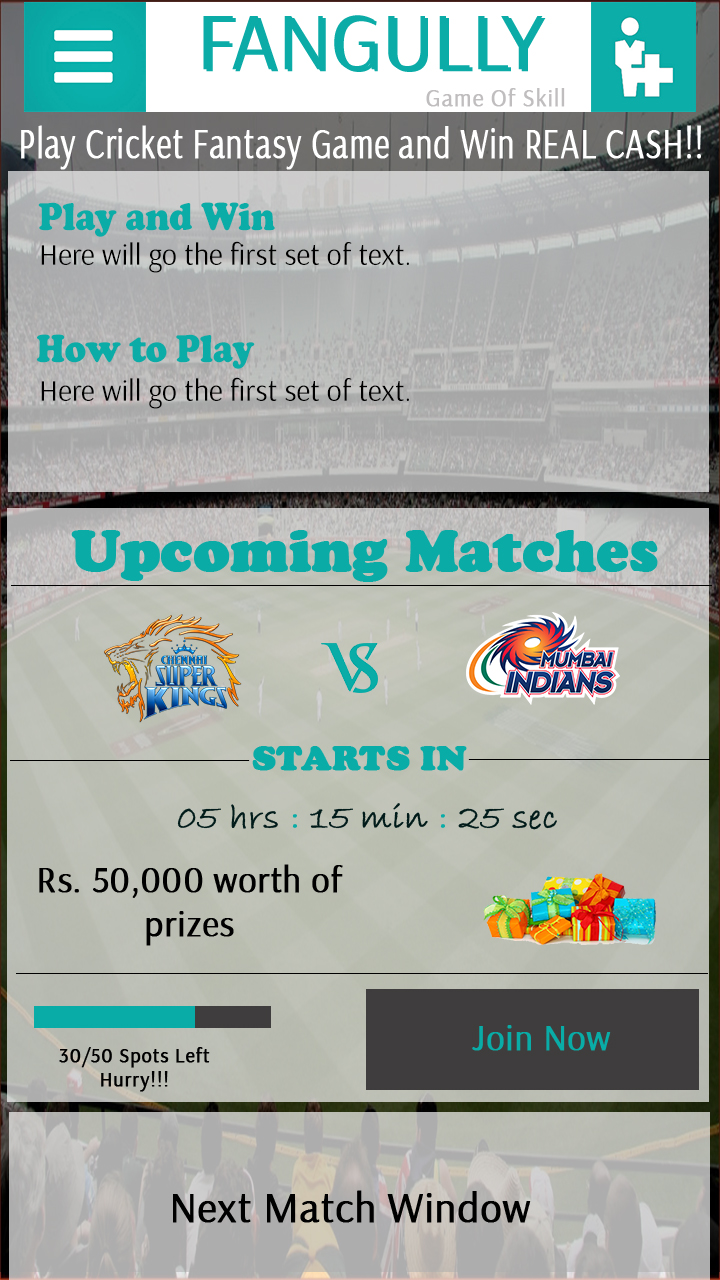 FANGULLY
Game Of Skill
Play Cricket Fantasy Game and Win REAL CASH!!
Play and Win
Here will go the first set of text.
How to Play
Here will go the first set of text.
Upcoming Matches
CHENNAI
SUPER
KINGS
VS
MUMBAI
INDIANS
STARTS IN
05 hrs : 15 min : 25 sec
Rs. 50,000 worth of
prizes
30/50 Spots Left
Hurry!!!
Join Now
Next Match Window